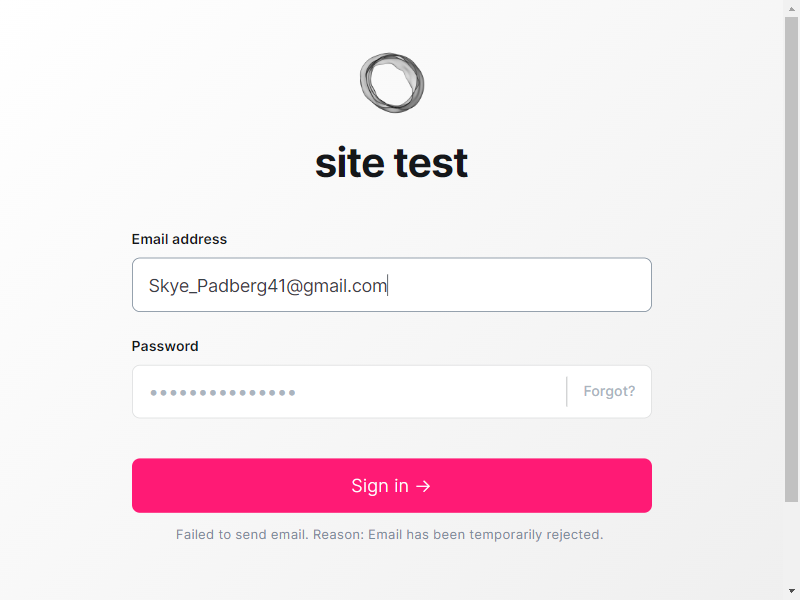 site test
Email address
Skye_Padberg41@gmail.com
Password
•••••••••••••••
Forgot?
Sign in →
Failed to send email. Reason: Email has been temporarily rejected.